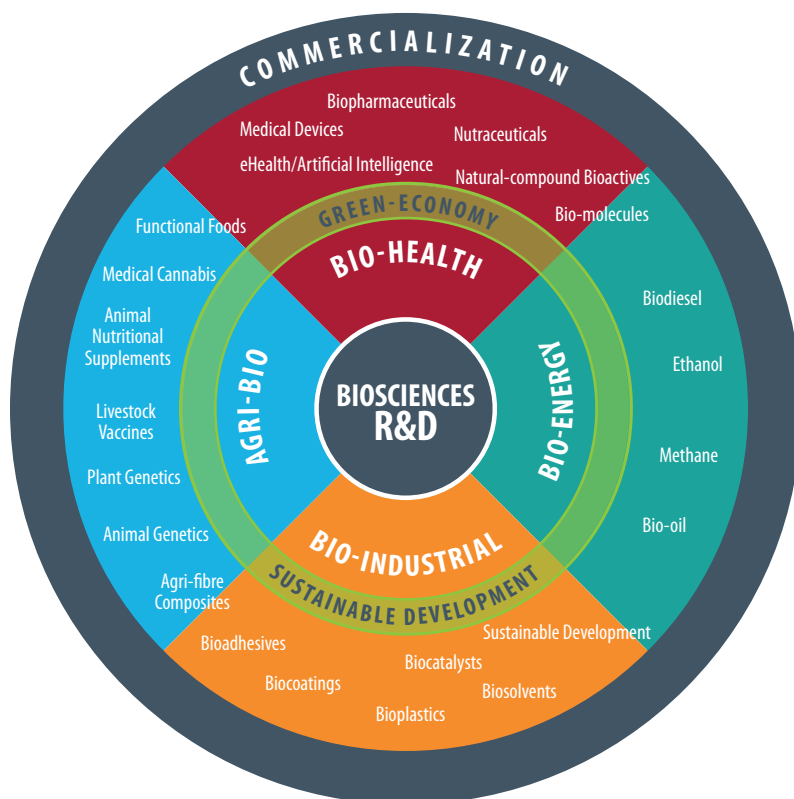 COMMERCIALIZATION
Biopharmaceuticals
Medical Devices
Nutraceuticals
eHealth/Artificial Intelligence
Natural-compound Bioactives
Bio-molecules
GREEN-ECONOMY
BIO-HEALTH
Functional Foods
Medical Cannabis
Animal
Nutritional
Supplements
Livestock
Vaccines
Plant Genetics
Animal Genetics
Agri-fibre
Composites
AGRI-BIO
BIOSCIENCES
R&D
BIO-ENERGY
Biodiesel
Ethanol
Methane
Bio-oil
BIO-INDUSTRIAL
SUSTAINABLE DEVELOPMENT
Sustainable Development
Bioadhesives
Biocatalysts
Biocoatings
Biosolvents
Bioplastics